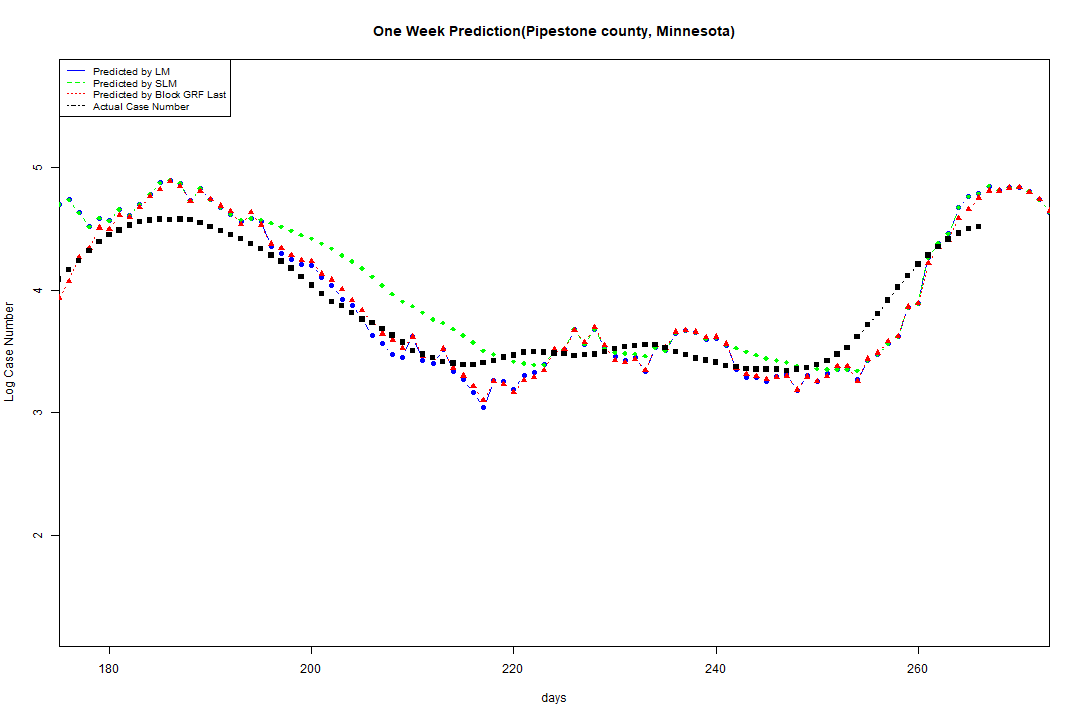 One Week Prediction(Pipestone county, Minnesota)
Predicted by LM
Predicted by SLM
Predicted by Block GRF Last
Actual Case Number
5
4
3
2
Log Case Number
180 200 220 240 260
days